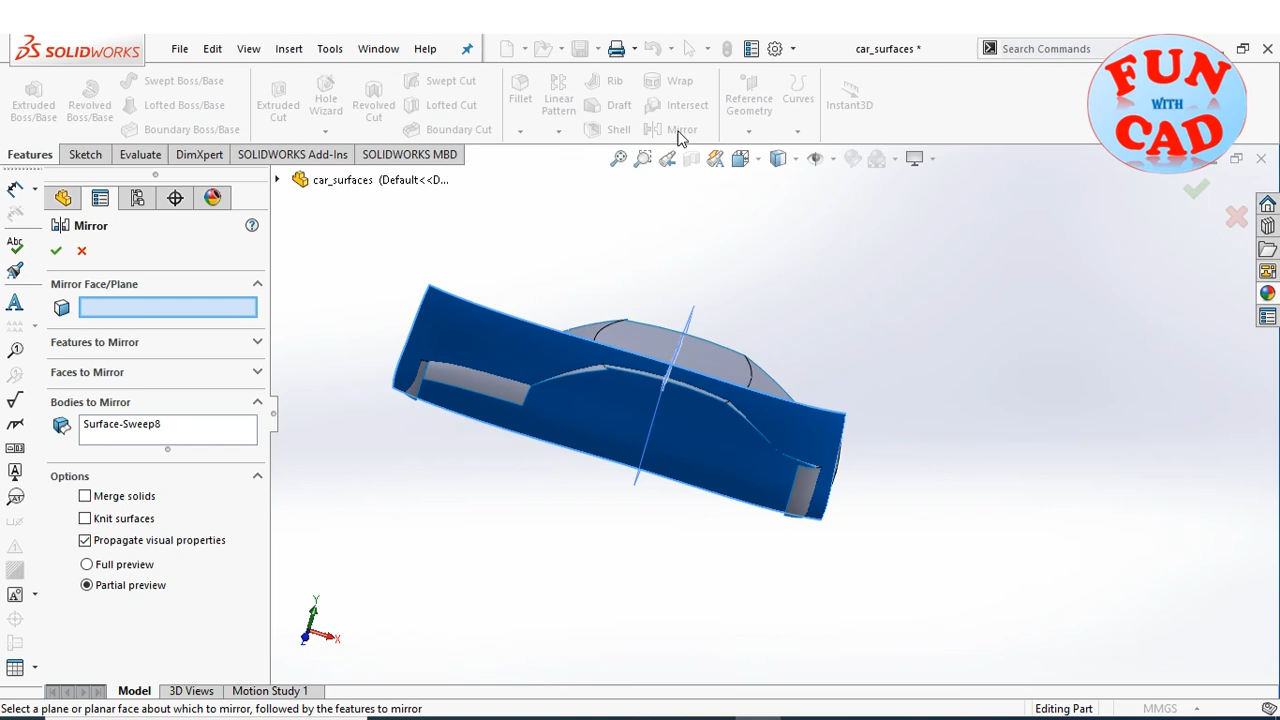 SOLIDWORKS
File Edit View Insert Tools Window Help
car_surfaces *
Search Commands
FUN
WITH
CAD
Extruded Boss/Base
Revolved Boss/Base
Swept Boss/Base
Lofted Boss/Base
Boundary Boss/Base
Extruded Cut
Hole Wizard
Revolved Cut
Swept Cut
Lofted Cut
Boundary Cut
Fillet
Linear Pattern
Rib
Draft
Shell
Wrap
Intersect
Mirror
Reference Geometry
Curves
Instant3D
Features Sketch Evaluate DimXpert SOLIDWORKS Add-Ins SOLIDWORKS MBD
car_surfaces (Default<<D...
Mirror
Mirror Face/Plane
Features to Mirror
Faces to Mirror
Bodies to Mirror
Surface-Sweep8
Options
Merge solids
Knit surfaces
Propagate visual properties
Full preview
Partial preview
Abc
Y
X
Z
Model 3D Views Motion Study 1
Select a plane or planar face about which to mirror, followed by the features to mirror
Editing Part
MMGS